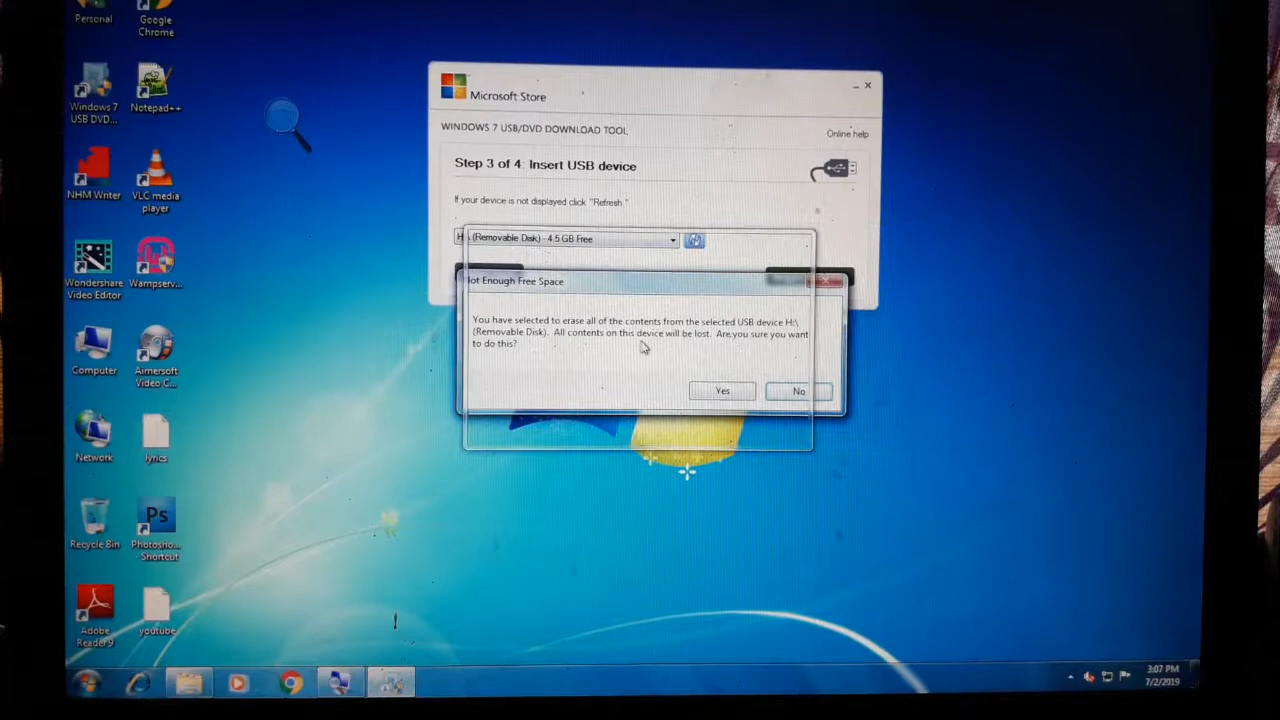 Personal
Google
Chrome
Windows 7
USB DVD...
Notepad++
NHM Writer
VLC media
player
Wondershare
Video Editor
Wampserv...
Computer
Aimersoft
Video C...
Network
lyrics
Recycle Bin
Ps
Photosho...
- Shortcut
Adobe
Reader 9
youtube
Microsoft Store
WINDOWS 7 USB/DVD DOWNLOAD TOOL
Online help
Step 3 of 4: Insert USB device
If your device is not displayed click "Refresh."
H:\ (Removable Disk) - 4.5 GB Free
Not Enough Free Space
You have selected to erase all of the contents from the selected USB device H:\
(Removable Disk). All contents on this device will be lost. Are you sure you want
to do this?
Yes
No
3:07 PM
7/2/2019